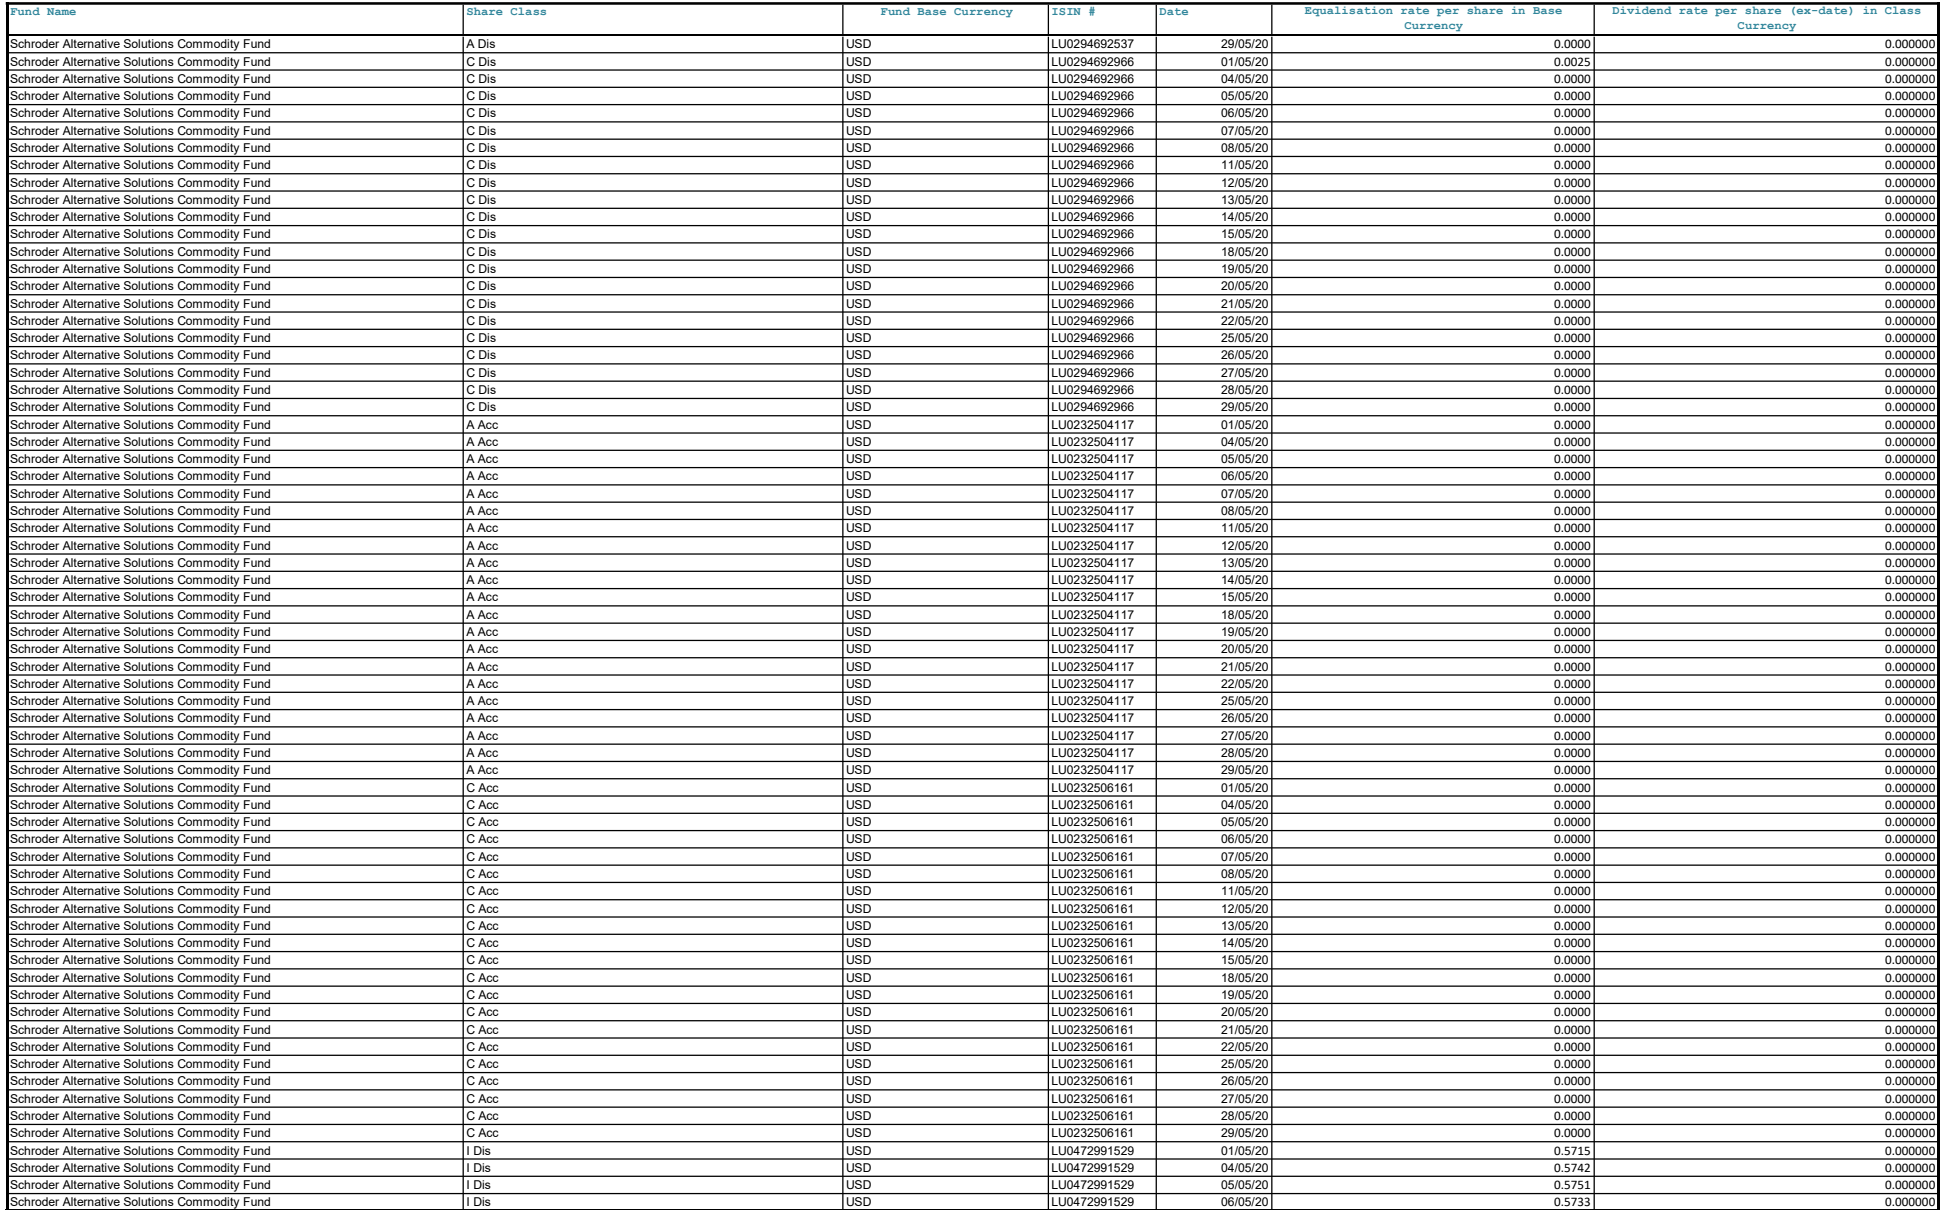 Fund Name Share Class Fund Base Currency ISIN # Date Equalisation rate per share in Base Currency Dividend rate per share (ex-date) in Class Currency
Schroder Alternative Solutions Commodity Fund A Dis USD LU0294692537 29/05/20 0.0000 0.000000
Schroder Alternative Solutions Commodity Fund C Dis USD LU0294692966 01/05/20 0.0025 0.000000
Schroder Alternative Solutions Commodity Fund C Dis USD LU0294692966 04/05/20 0.0000 0.000000
Schroder Alternative Solutions Commodity Fund C Dis USD LU0294692966 05/05/20 0.0000 0.000000
Schroder Alternative Solutions Commodity Fund C Dis USD LU0294692966 06/05/20 0.0000 0.000000
Schroder Alternative Solutions Commodity Fund C Dis USD LU0294692966 07/05/20 0.0000 0.000000
Schroder Alternative Solutions Commodity Fund C Dis USD LU0294692966 08/05/20 0.0000 0.000000
Schroder Alternative Solutions Commodity Fund C Dis USD LU0294692966 11/05/20 0.0000 0.000000
Schroder Alternative Solutions Commodity Fund C Dis USD LU0294692966 12/05/20 0.0000 0.000000
Schroder Alternative Solutions Commodity Fund C Dis USD LU0294692966 13/05/20 0.0000 0.000000
Schroder Alternative Solutions Commodity Fund C Dis USD LU0294692966 14/05/20 0.0000 0.000000
Schroder Alternative Solutions Commodity Fund C Dis USD LU0294692966 15/05/20 0.0000 0.000000
Schroder Alternative Solutions Commodity Fund C Dis USD LU0294692966 18/05/20 0.0000 0.000000
Schroder Alternative Solutions Commodity Fund C Dis USD LU0294692966 19/05/20 0.0000 0.000000
Schroder Alternative Solutions Commodity Fund C Dis USD LU0294692966 20/05/20 0.0000 0.000000
Schroder Alternative Solutions Commodity Fund C Dis USD LU0294692966 21/05/20 0.0000 0.000000
Schroder Alternative Solutions Commodity Fund C Dis USD LU0294692966 22/05/20 0.0000 0.000000
Schroder Alternative Solutions Commodity Fund C Dis USD LU0294692966 25/05/20 0.0000 0.000000
Schroder Alternative Solutions Commodity Fund C Dis USD LU0294692966 26/05/20 0.0000 0.000000
Schroder Alternative Solutions Commodity Fund C Dis USD LU0294692966 27/05/20 0.0000 0.000000
Schroder Alternative Solutions Commodity Fund C Dis USD LU0294692966 28/05/20 0.0000 0.000000
Schroder Alternative Solutions Commodity Fund C Dis USD LU0294692966 29/05/20 0.0000 0.000000
Schroder Alternative Solutions Commodity Fund A Acc USD LU0232504117 01/05/20 0.0000 0.000000
Schroder Alternative Solutions Commodity Fund A Acc USD LU0232504117 04/05/20 0.0000 0.000000
Schroder Alternative Solutions Commodity Fund A Acc USD LU0232504117 05/05/20 0.0000 0.000000
Schroder Alternative Solutions Commodity Fund A Acc USD LU0232504117 06/05/20 0.0000 0.000000
Schroder Alternative Solutions Commodity Fund A Acc USD LU0232504117 07/05/20 0.0000 0.000000
Schroder Alternative Solutions Commodity Fund A Acc USD LU0232504117 08/05/20 0.0000 0.000000
Schroder Alternative Solutions Commodity Fund A Acc USD LU0232504117 11/05/20 0.0000 0.000000
Schroder Alternative Solutions Commodity Fund A Acc USD LU0232504117 12/05/20 0.0000 0.000000
Schroder Alternative Solutions Commodity Fund A Acc USD LU0232504117 13/05/20 0.0000 0.000000
Schroder Alternative Solutions Commodity Fund A Acc USD LU0232504117 14/05/20 0.0000 0.000000
Schroder Alternative Solutions Commodity Fund A Acc USD LU0232504117 15/05/20 0.0000 0.000000
Schroder Alternative Solutions Commodity Fund A Acc USD LU0232504117 18/05/20 0.0000 0.000000
Schroder Alternative Solutions Commodity Fund A Acc USD LU0232504117 19/05/20 0.0000 0.000000
Schroder Alternative Solutions Commodity Fund A Acc USD LU0232504117 20/05/20 0.0000 0.000000
Schroder Alternative Solutions Commodity Fund A Acc USD LU0232504117 21/05/20 0.0000 0.000000
Schroder Alternative Solutions Commodity Fund A Acc USD LU0232504117 22/05/20 0.0000 0.000000
Schroder Alternative Solutions Commodity Fund A Acc USD LU0232504117 25/05/20 0.0000 0.000000
Schroder Alternative Solutions Commodity Fund A Acc USD LU0232504117 26/05/20 0.0000 0.000000
Schroder Alternative Solutions Commodity Fund A Acc USD LU0232504117 27/05/20 0.0000 0.000000
Schroder Alternative Solutions Commodity Fund A Acc USD LU0232504117 28/05/20 0.0000 0.000000
Schroder Alternative Solutions Commodity Fund A Acc USD LU0232504117 29/05/20 0.0000 0.000000
Schroder Alternative Solutions Commodity Fund C Acc USD LU0232506161 01/05/20 0.0000 0.000000
Schroder Alternative Solutions Commodity Fund C Acc USD LU0232506161 04/05/20 0.0000 0.000000
Schroder Alternative Solutions Commodity Fund C Acc USD LU0232506161 05/05/20 0.0000 0.000000
Schroder Alternative Solutions Commodity Fund C Acc USD LU0232506161 06/05/20 0.0000 0.000000
Schroder Alternative Solutions Commodity Fund C Acc USD LU0232506161 07/05/20 0.0000 0.000000
Schroder Alternative Solutions Commodity Fund C Acc USD LU0232506161 08/05/20 0.0000 0.000000
Schroder Alternative Solutions Commodity Fund C Acc USD LU0232506161 11/05/20 0.0000 0.000000
Schroder Alternative Solutions Commodity Fund C Acc USD LU0232506161 12/05/20 0.0000 0.000000
Schroder Alternative Solutions Commodity Fund C Acc USD LU0232506161 13/05/20 0.0000 0.000000
Schroder Alternative Solutions Commodity Fund C Acc USD LU0232506161 14/05/20 0.0000 0.000000
Schroder Alternative Solutions Commodity Fund C Acc USD LU0232506161 15/05/20 0.0000 0.000000
Schroder Alternative Solutions Commodity Fund C Acc USD LU0232506161 18/05/20 0.0000 0.000000
Schroder Alternative Solutions Commodity Fund C Acc USD LU0232506161 19/05/20 0.0000 0.000000
Schroder Alternative Solutions Commodity Fund C Acc USD LU0232506161 20/05/20 0.0000 0.000000
Schroder Alternative Solutions Commodity Fund C Acc USD LU0232506161 21/05/20 0.0000 0.000000
Schroder Alternative Solutions Commodity Fund C Acc USD LU0232506161 22/05/20 0.0000 0.000000
Schroder Alternative Solutions Commodity Fund C Acc USD LU0232506161 25/05/20 0.0000 0.000000
Schroder Alternative Solutions Commodity Fund C Acc USD LU0232506161 26/05/20 0.0000 0.000000
Schroder Alternative Solutions Commodity Fund C Acc USD LU0232506161 27/05/20 0.0000 0.000000
Schroder Alternative Solutions Commodity Fund C Acc USD LU0232506161 28/05/20 0.0000 0.000000
Schroder Alternative Solutions Commodity Fund C Acc USD LU0232506161 29/05/20 0.0000 0.000000
Schroder Alternative Solutions Commodity Fund I Dis USD LU0472991529 01/05/20 0.5715 0.000000
Schroder Alternative Solutions Commodity Fund I Dis USD LU0472991529 04/05/20 0.5742 0.000000
Schroder Alternative Solutions Commodity Fund I Dis USD LU0472991529 05/05/20 0.5751 0.000000
Schroder Alternative Solutions Commodity Fund I Dis USD LU0472991529 06/05/20 0.5733 0.000000